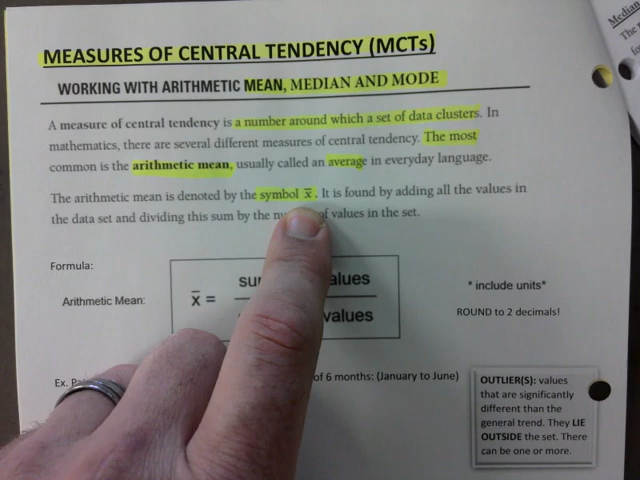 MEASURES OF CENTRAL TENDENCY (MCTs)
WORKING WITH ARITHMETIC MEAN, MEDIAN AND MODE
A measure of central tendency is a number around which a set of data clusters. In
mathematics, there are several different measures of central tendency. The most
common is the arithmetic mean, usually called an average in everyday language.
The arithmetic mean is denoted by the symbol x̄. It is found by adding all the values in
the data set and dividing this sum by the of values in the set.
Formula:
Arithmetic Mean:
x̄ =
values
* include units*
ROUND to 2 decimals!
Ex. of 6 months: (January to June)
OUTLIER(S): values
that are significantly
different than the
general trend. They LIE
OUTSIDE the set. There
can be one or more.
Median
The